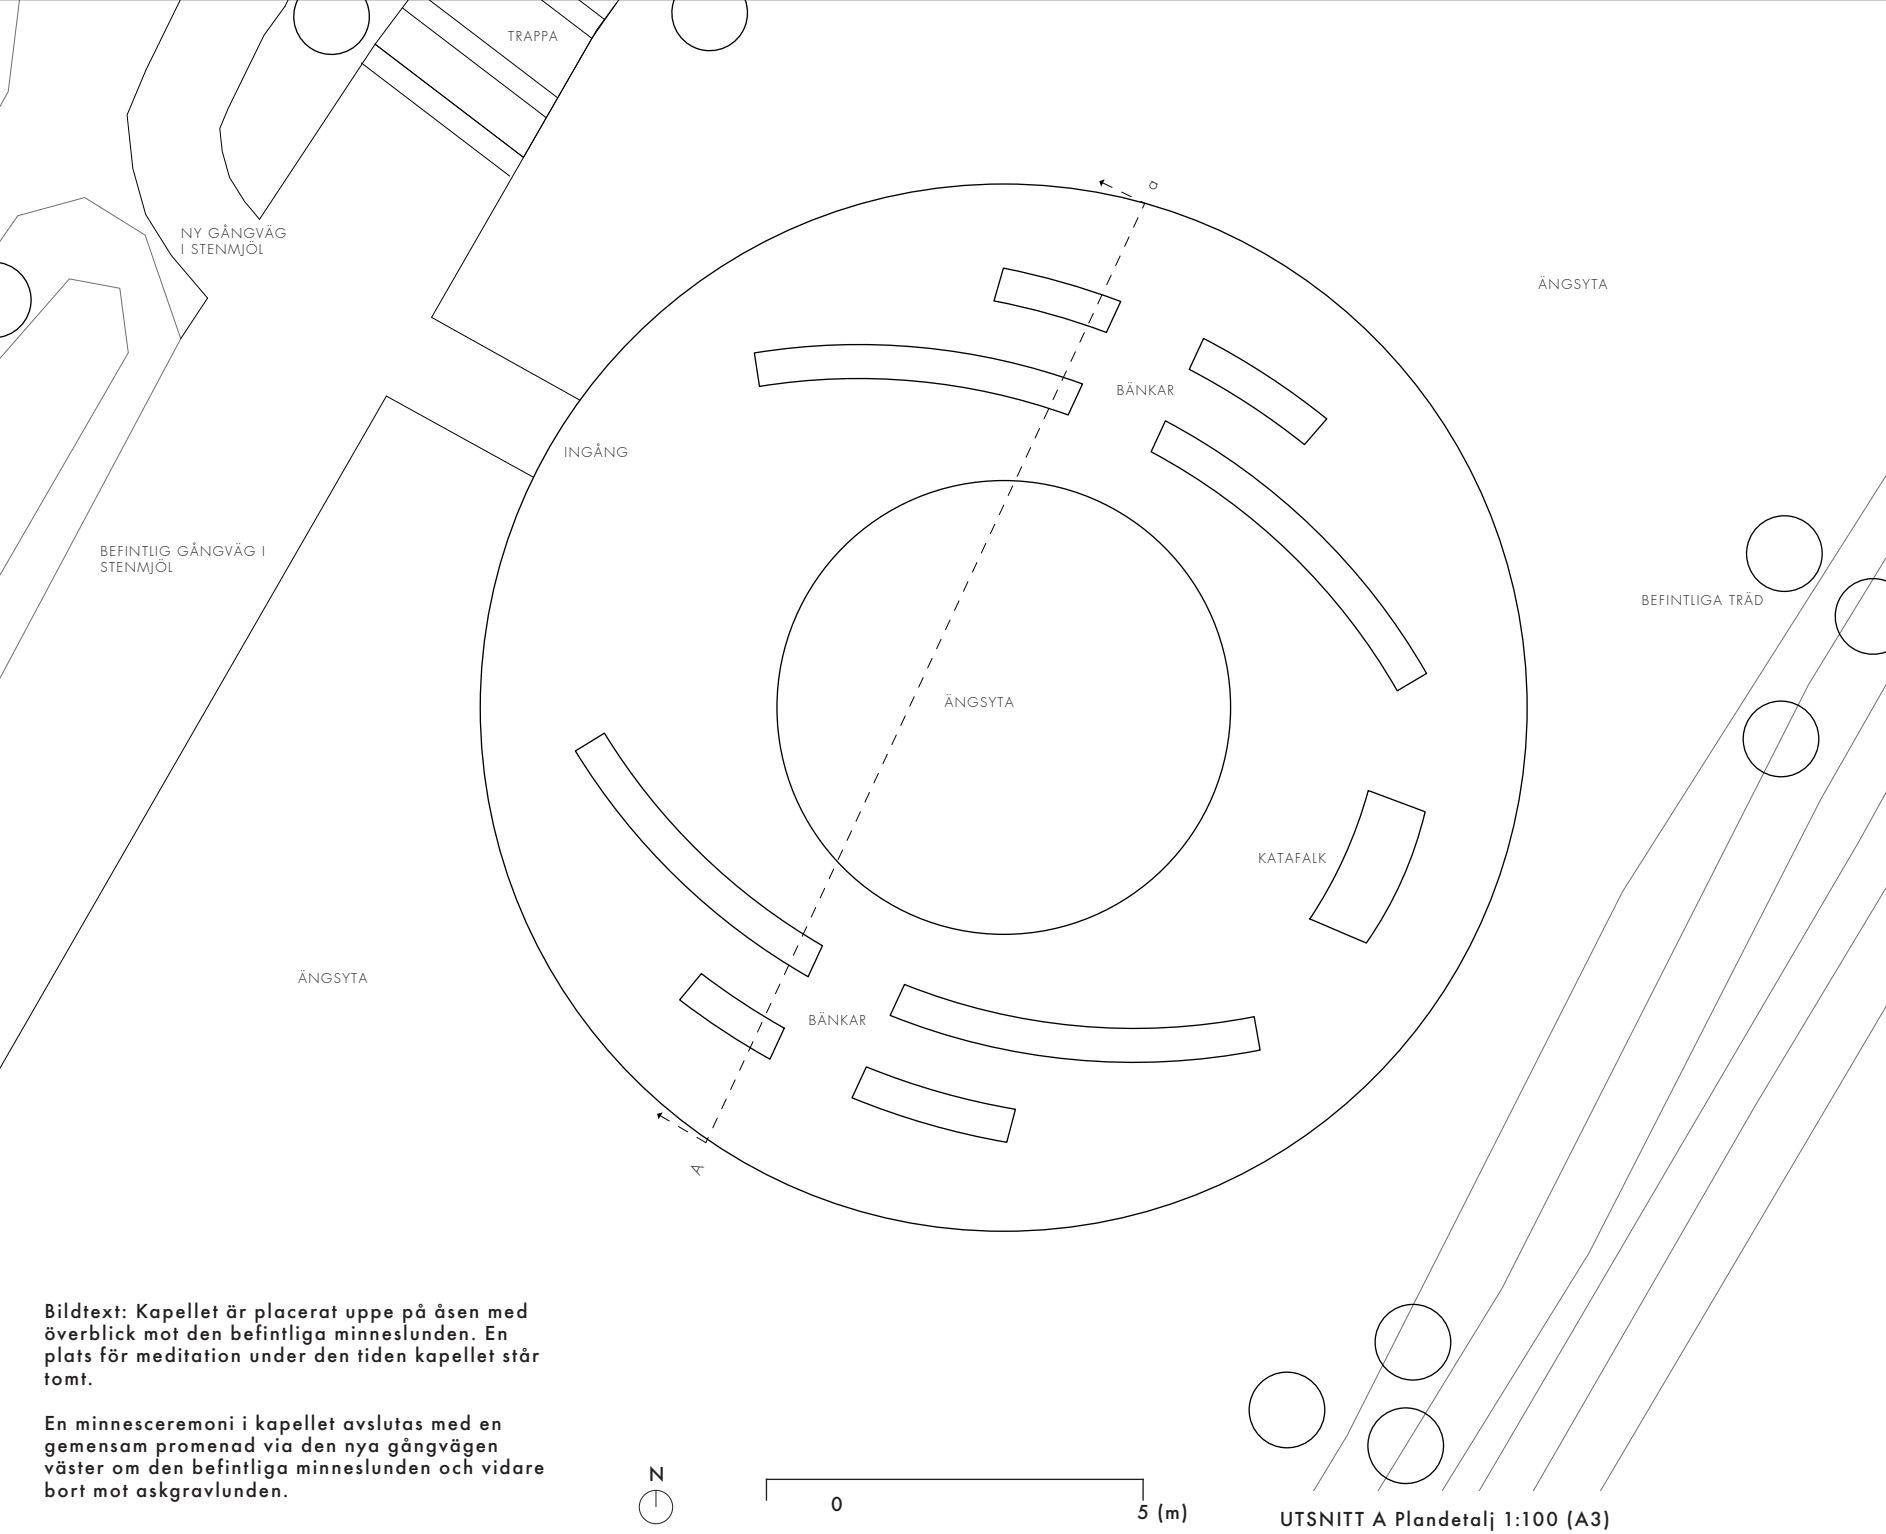 TRAPPA
a
NY GÅNGVÄG
I STENMJÖL
ÄNGSYTA
BÄNKAR
INGÅNG
BEFINTLIG GÅNGVÄG I
STENMJÖL
BEFINTLIGA TRÄD
ÄNGSYTA
KATAFALK
ÄNGSYTA
BÄNKAR
A
Bildtext: Kapellet är placerat uppe på åsen med
överblick mot den befintliga minneslunden. En
plats för meditation under den tiden kapellet står
tomt.
En minnesceremoni i kapellet avslutas med en
gemensam promenad via den nya gångvägen
väster om den befintliga minneslunden och vidare
bort mot askgravlunden.
N
0
5 (m)
UTSNITT A Plandetalj 1:100 (A3)